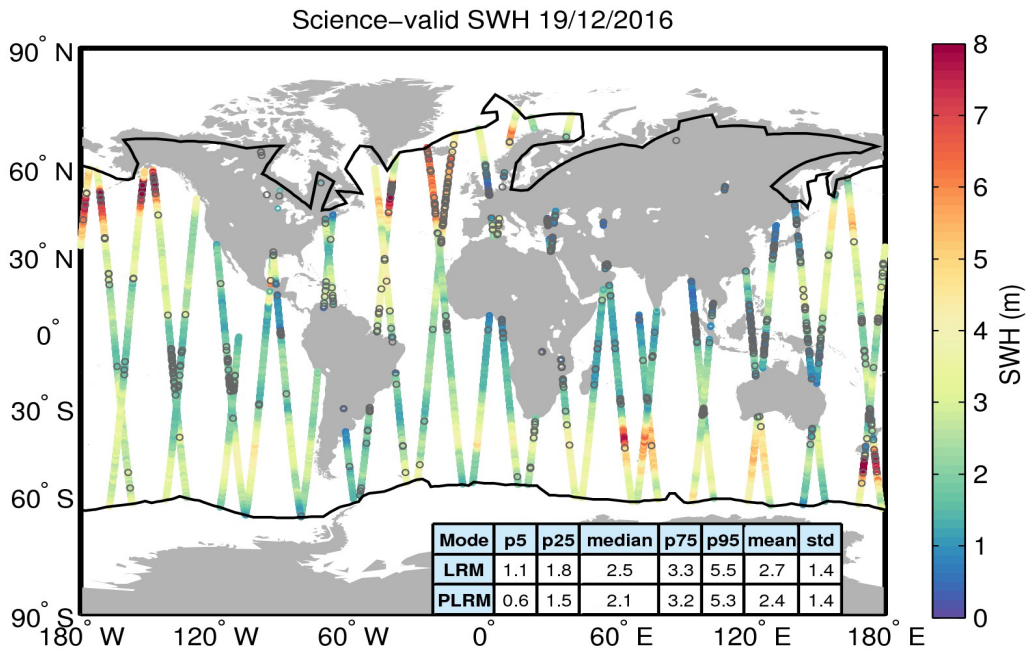 Science−valid SWH 19/12/2016
90° N
60° N
30° N
0°
30° S
60° S
90° S
180° W
120° W
60° W
0°
60° E
120° E
180° E
Mode p5 p25 median p75 p95 mean std
LRM 1.1 1.8 2.5 3.3 5.5 2.7 1.4
PLRM 0.6 1.5 2.1 3.2 5.3 2.4 1.4
8
7
6
5
4
3
2
1
0
SWH (m)